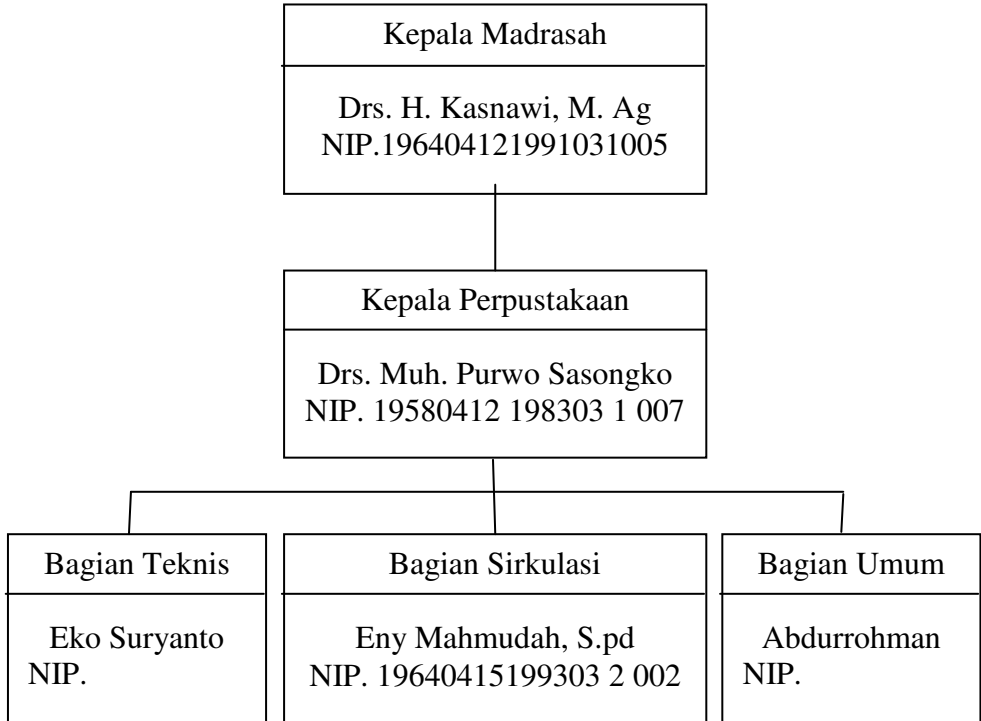 Kepala Madrasah
Drs. H. Kasnawi, M. Ag
NIP.196404121991031005
Kepala Perpustakaan
Drs. Muh. Purwo Sasongko
NIP. 19580412 198303 1 007
Bagian Teknis
Eko Suryanto
NIP.
Bagian Sirkulasi
Eny Mahmudah, S.pd
NIP. 19640415199303 2 002
Bagian Umum
Abdurrohman
NIP.